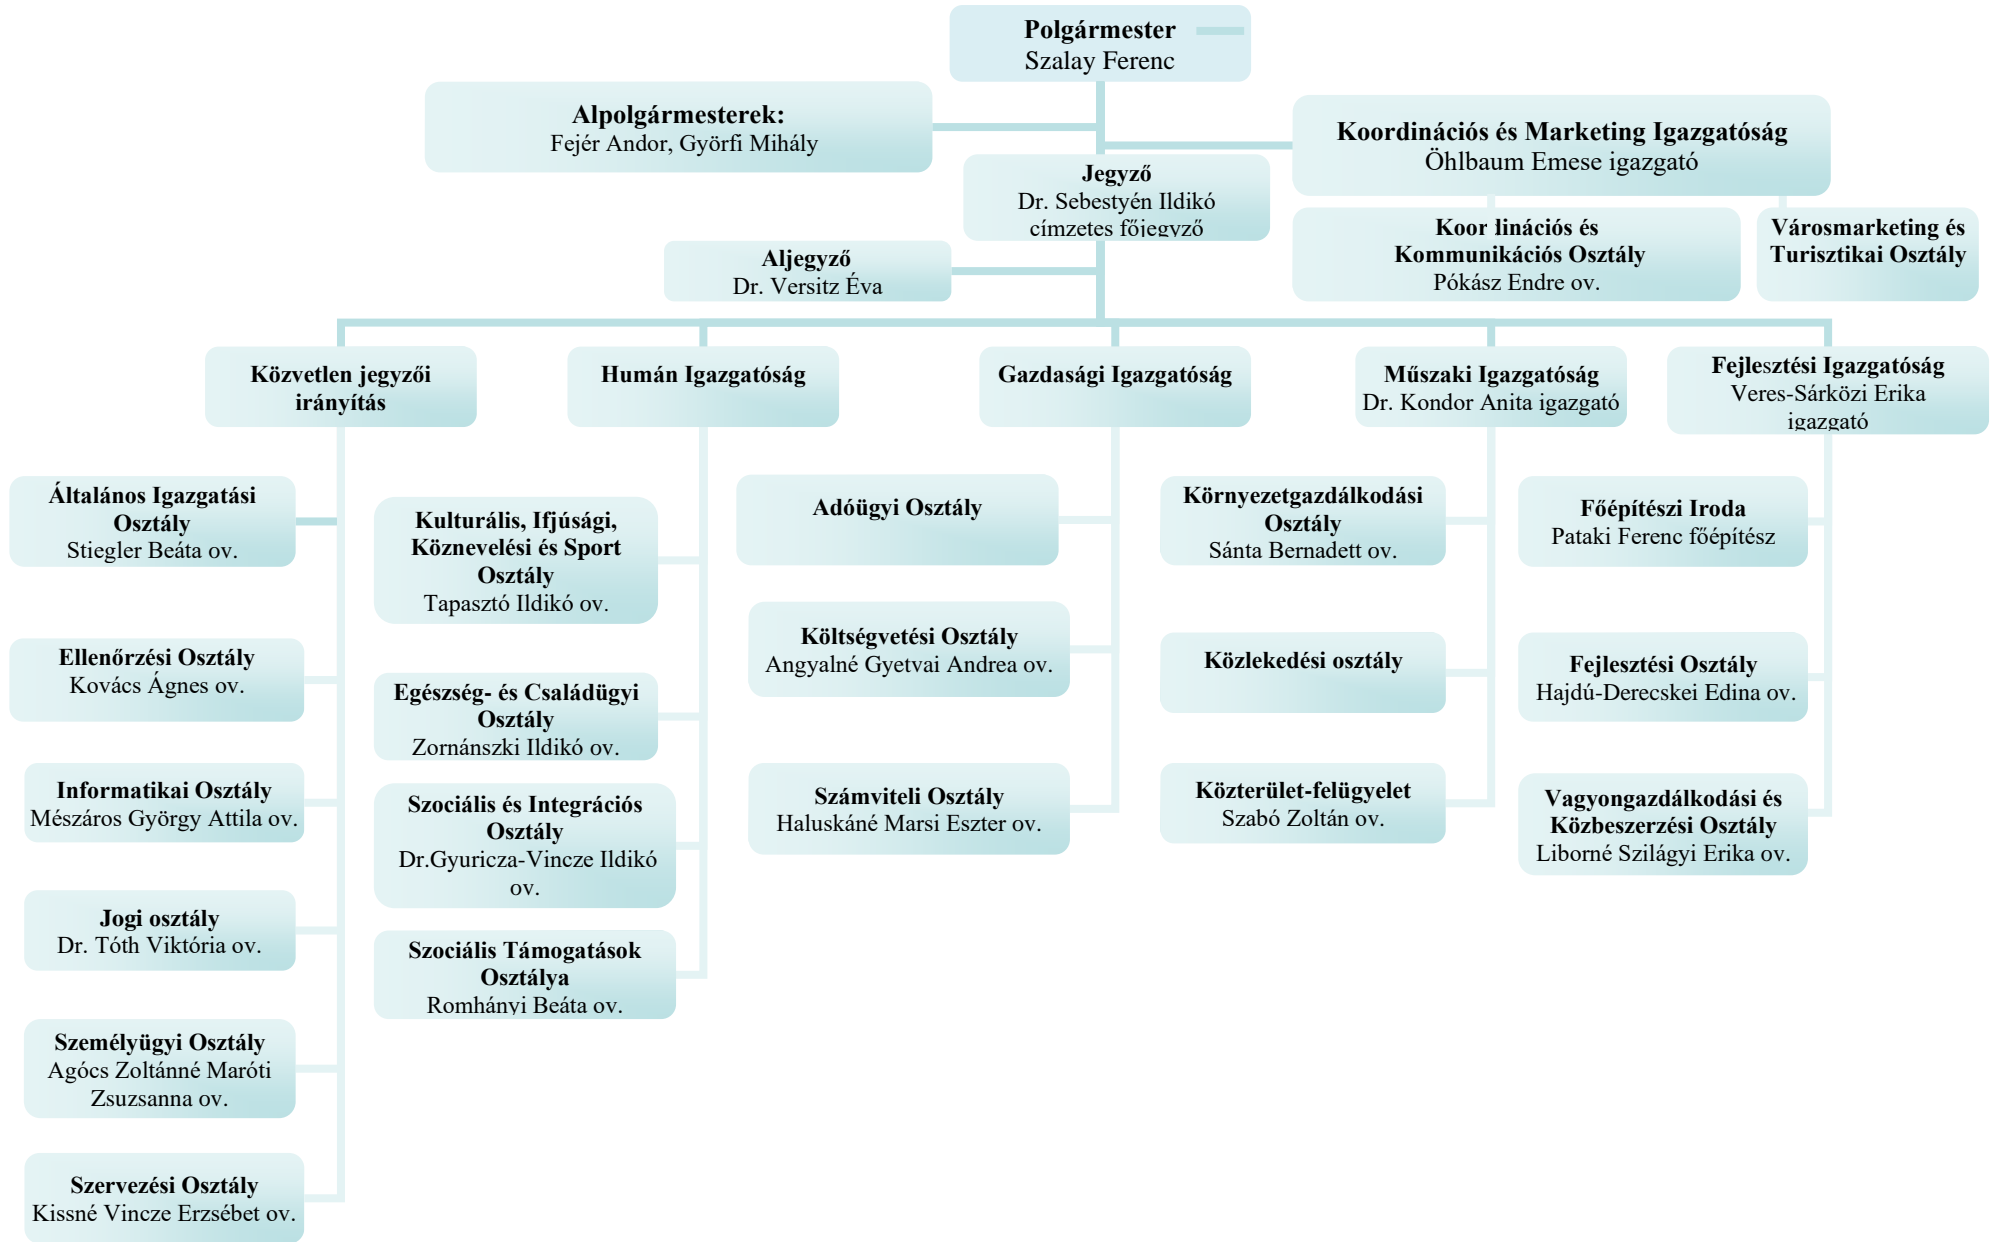 Polgármester
Szalay Ferenc
Alpolgármesterek:
Fejér Andor, Györfi Mihály
Koordinációs és Marketing Igazgatóság
Öhlbaum Emese igazgató
Jegyző
Dr. Sebestyén Ildikó
címzetes főjegyző
Koordinációs és
Kommunikációs Osztály
Pókász Endre ov.
Városmarketing és
Turisztikai Osztály
Aljegyző
Dr. Versitz Éva
Közvetlen jegyzői
irányítás
Humán Igazgatóság
Gazdasági Igazgatóság
Műszaki Igazgatóság
Dr. Kondor Anita igazgató
Fejlesztési Igazgatóság
Veres-Sárközi Erika
igazgató
Általános Igazgatási
Osztály
Stiegler Beáta ov.
Ellenőrzési Osztály
Kovács Ágnes ov.
Informatikai Osztály
Mészáros György Attila ov.
Jogi osztály
Dr. Tóth Viktória ov.
Személyügyi Osztály
Agócs Zoltánné Maróti
Zsuzsanna ov.
Szervezési Osztály
Kissné Vincze Erzsébet ov.
Kulturális, Ifjúsági,
Köznevelési és Sport
Osztály
Tapasztó Ildikó ov.
Egészség- és Családügyi
Osztály
Zornánszki Ildikó ov.
Szociális és Integrációs
Osztály
Dr.Gyuricza-Vincze Ildikó
ov.
Szociális Támogatások
Osztálya
Romhányi Beáta ov.
Adóügyi Osztály
Költségvetési Osztály
Angyalné Gyetvai Andrea ov.
Számviteli Osztály
Haluskáné Marsi Eszter ov.
Környezetgazdálkodási
Osztály
Sánta Bernadett ov.
Közlekedési osztály
Közterület-felügyelet
Szabó Zoltán ov.
Főépítészi Iroda
Pataki Ferenc főépítész
Fejlesztési Osztály
Hajdú-Derecskei Edina ov.
Vagyongazdálkodási és
Közbeszerzési Osztály
Liborné Szilágyi Erika ov.